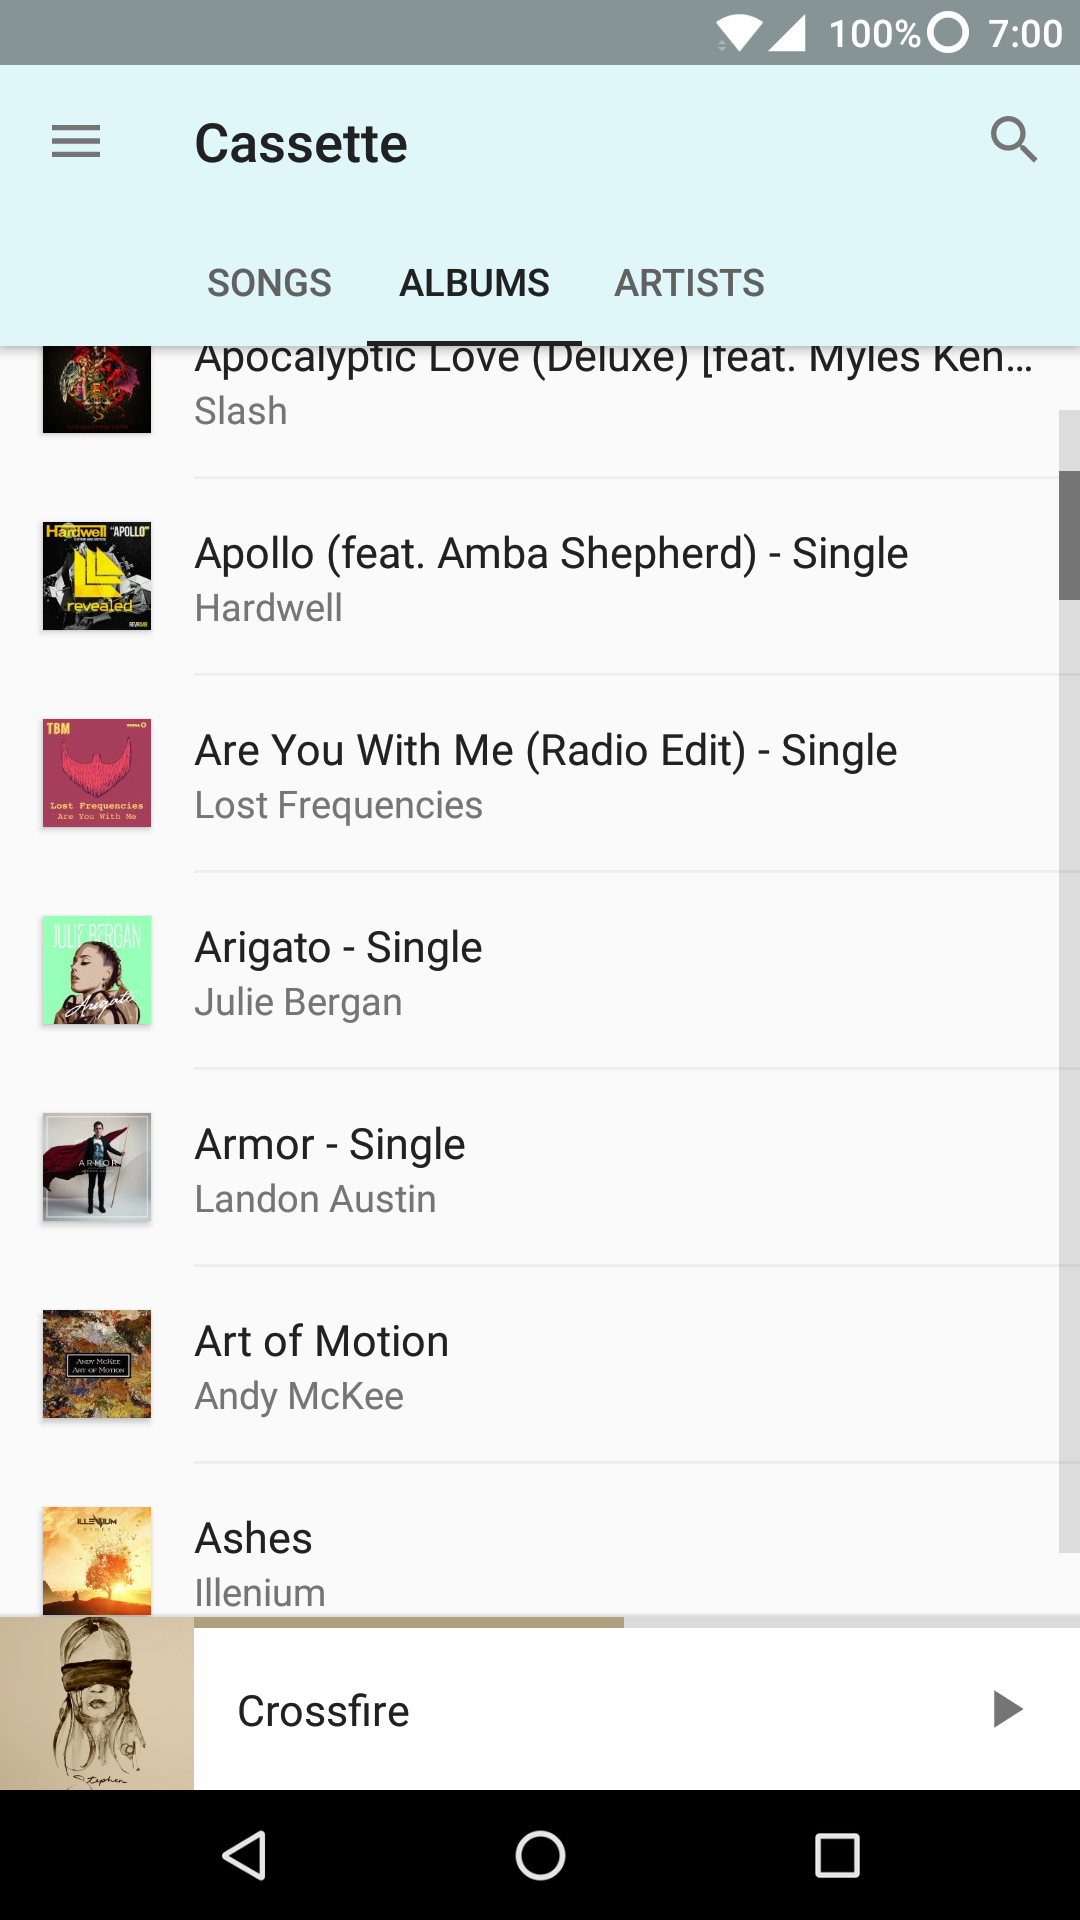 100% 7:00
Cassette
SONGS ALBUMS ARTISTS
Apocalyptic Love (Deluxe) [feat. Myles Ken...
Slash
Hardwell "APOLLO"
revealed
Apollo (feat. Amba Shepherd) - Single
Hardwell
TBM
Lost Frequencies
Are You With Me
Are You With Me (Radio Edit) - Single
Lost Frequencies
JULIE BERGAN
Arigato
Arigato - Single
Julie Bergan
ARMOR
Armor - Single
Landon Austin
ANDY MCKEE
ART OF MOTION
Art of Motion
Andy McKee
ILLENIUM
Ashes
Illenium
Stephen
Crossfire